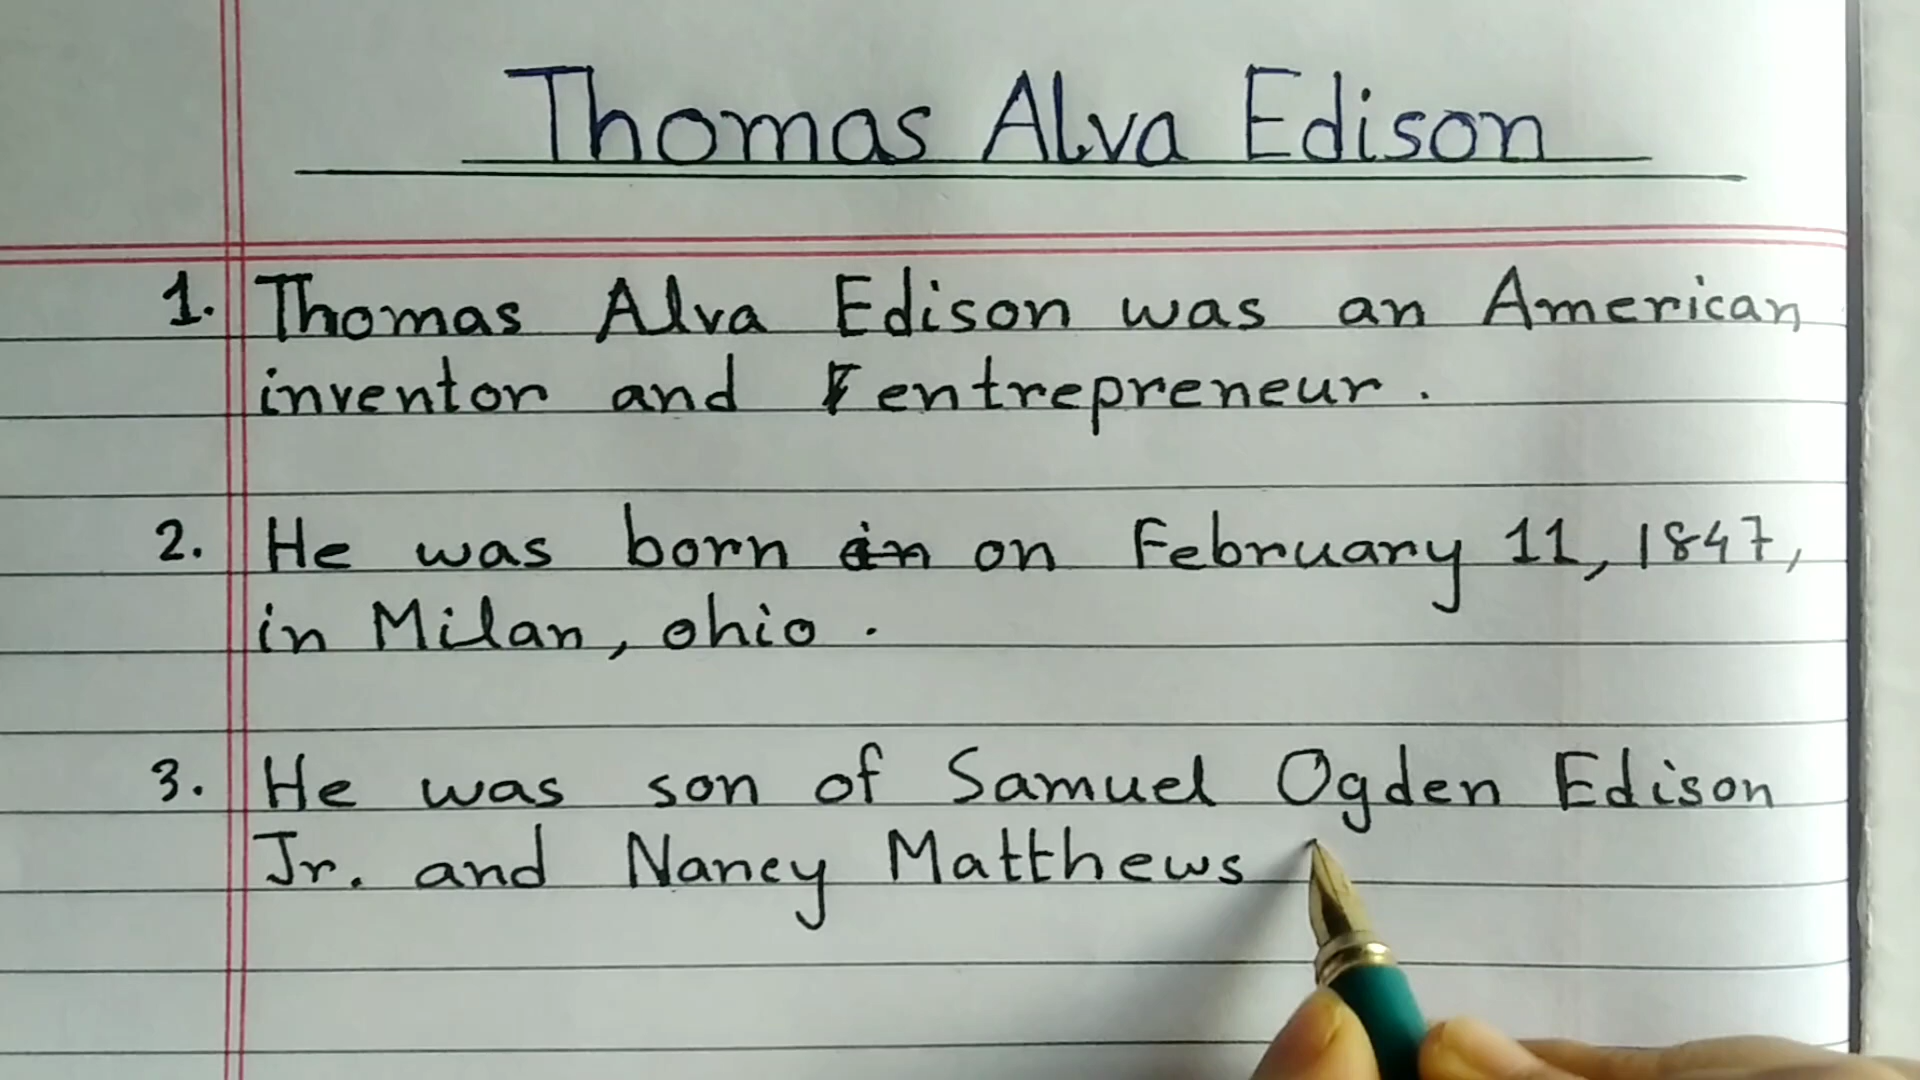 Thomas Alva Edison
1. Thomas Alva Edison was an American
inventor and entrepreneur.
2. He was born in on February 11, 1847,
in Milan, ohio.
3. He was son of Samuel Ogden Edison
Jr. and Nancy Matthews